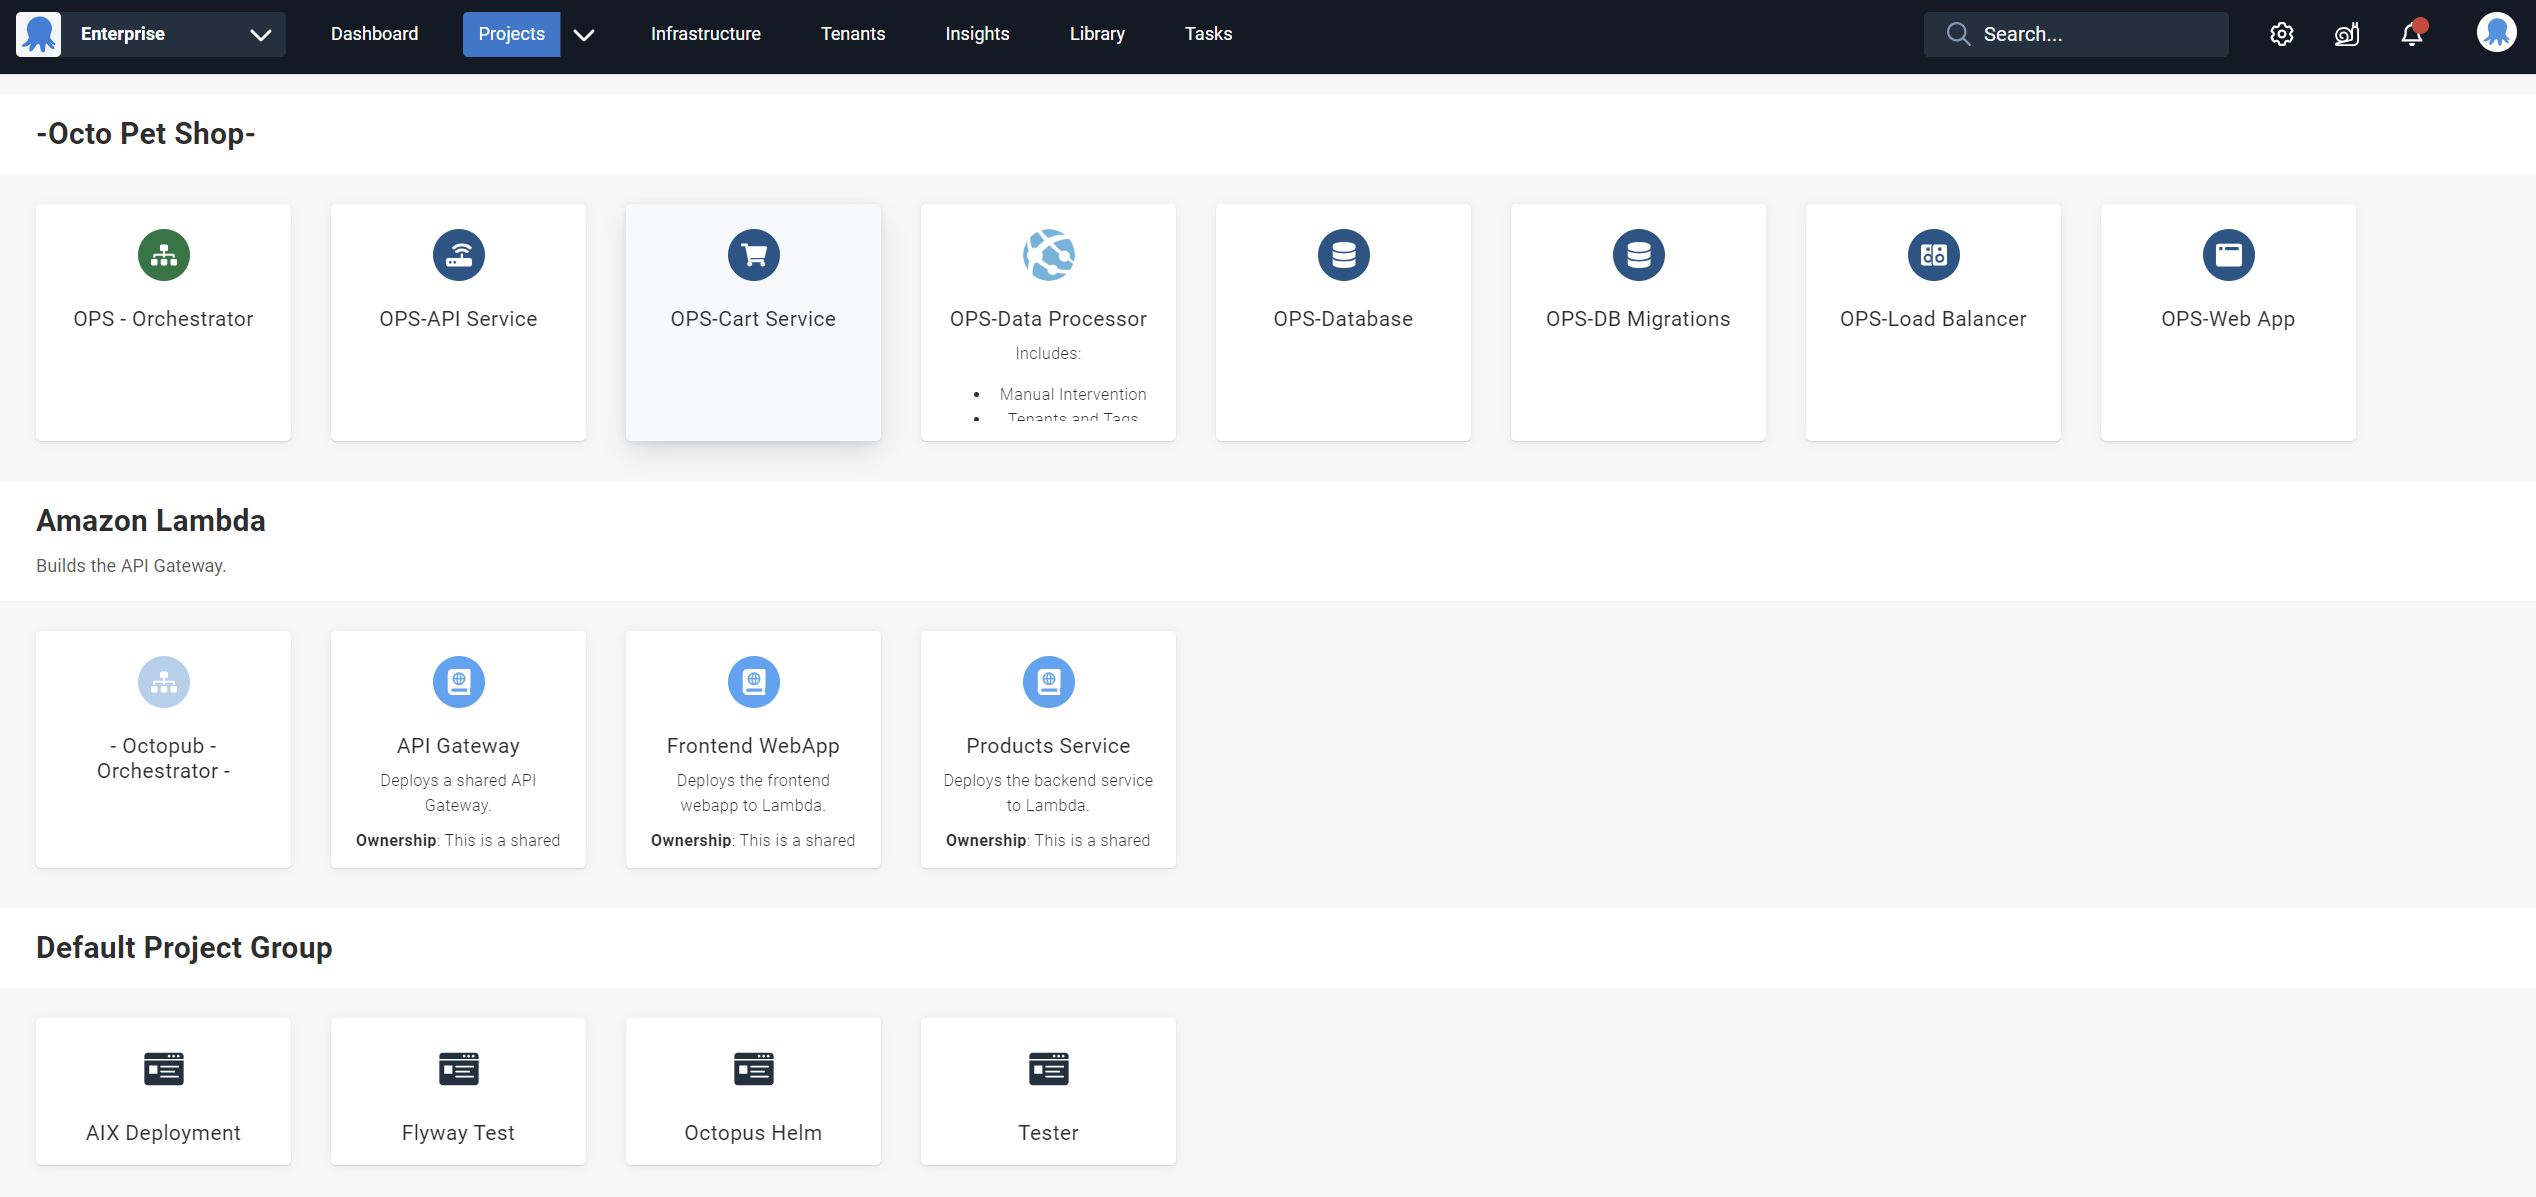 Enterprise
Dashboard
Projects
Infrastructure
Tenants
Insights
Library
Tasks
Search...
-Octo Pet Shop-
OPS - Orchestrator
OPS-API Service
OPS-Cart Service
OPS-Data Processor
Includes:
Manual Intervention
Tenants and Tags
OPS-Database
OPS-DB Migrations
OPS-Load Balancer
OPS-Web App
Amazon Lambda
Builds the API Gateway.
- Octopub -
Orchestrator -
API Gateway
Deploys a shared API
Gateway.
Ownership: This is a shared
Frontend WebApp
Deploys the frontend
webapp to Lambda.
Ownership: This is a shared
Products Service
Deploys the backend service
to Lambda.
Ownership: This is a shared
Default Project Group
AIX Deployment
Flyway Test
Octopus Helm
Tester